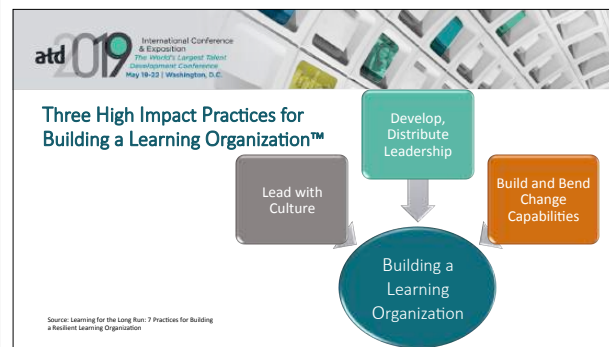 atd 2019
International Conference
& Exposition
The World's Largest Talent
Development Conference
May 19-22 | Washington, D.C.
Three High Impact Practices for
Building a Learning Organization™
Develop,
Distribute
Leadership
Lead with
Culture
Build and Bend
Change
Capabilities
Building a
Learning
Organization
Source: Learning for the Long Run: 7 Practices for Building
a Resilient Learning Organization